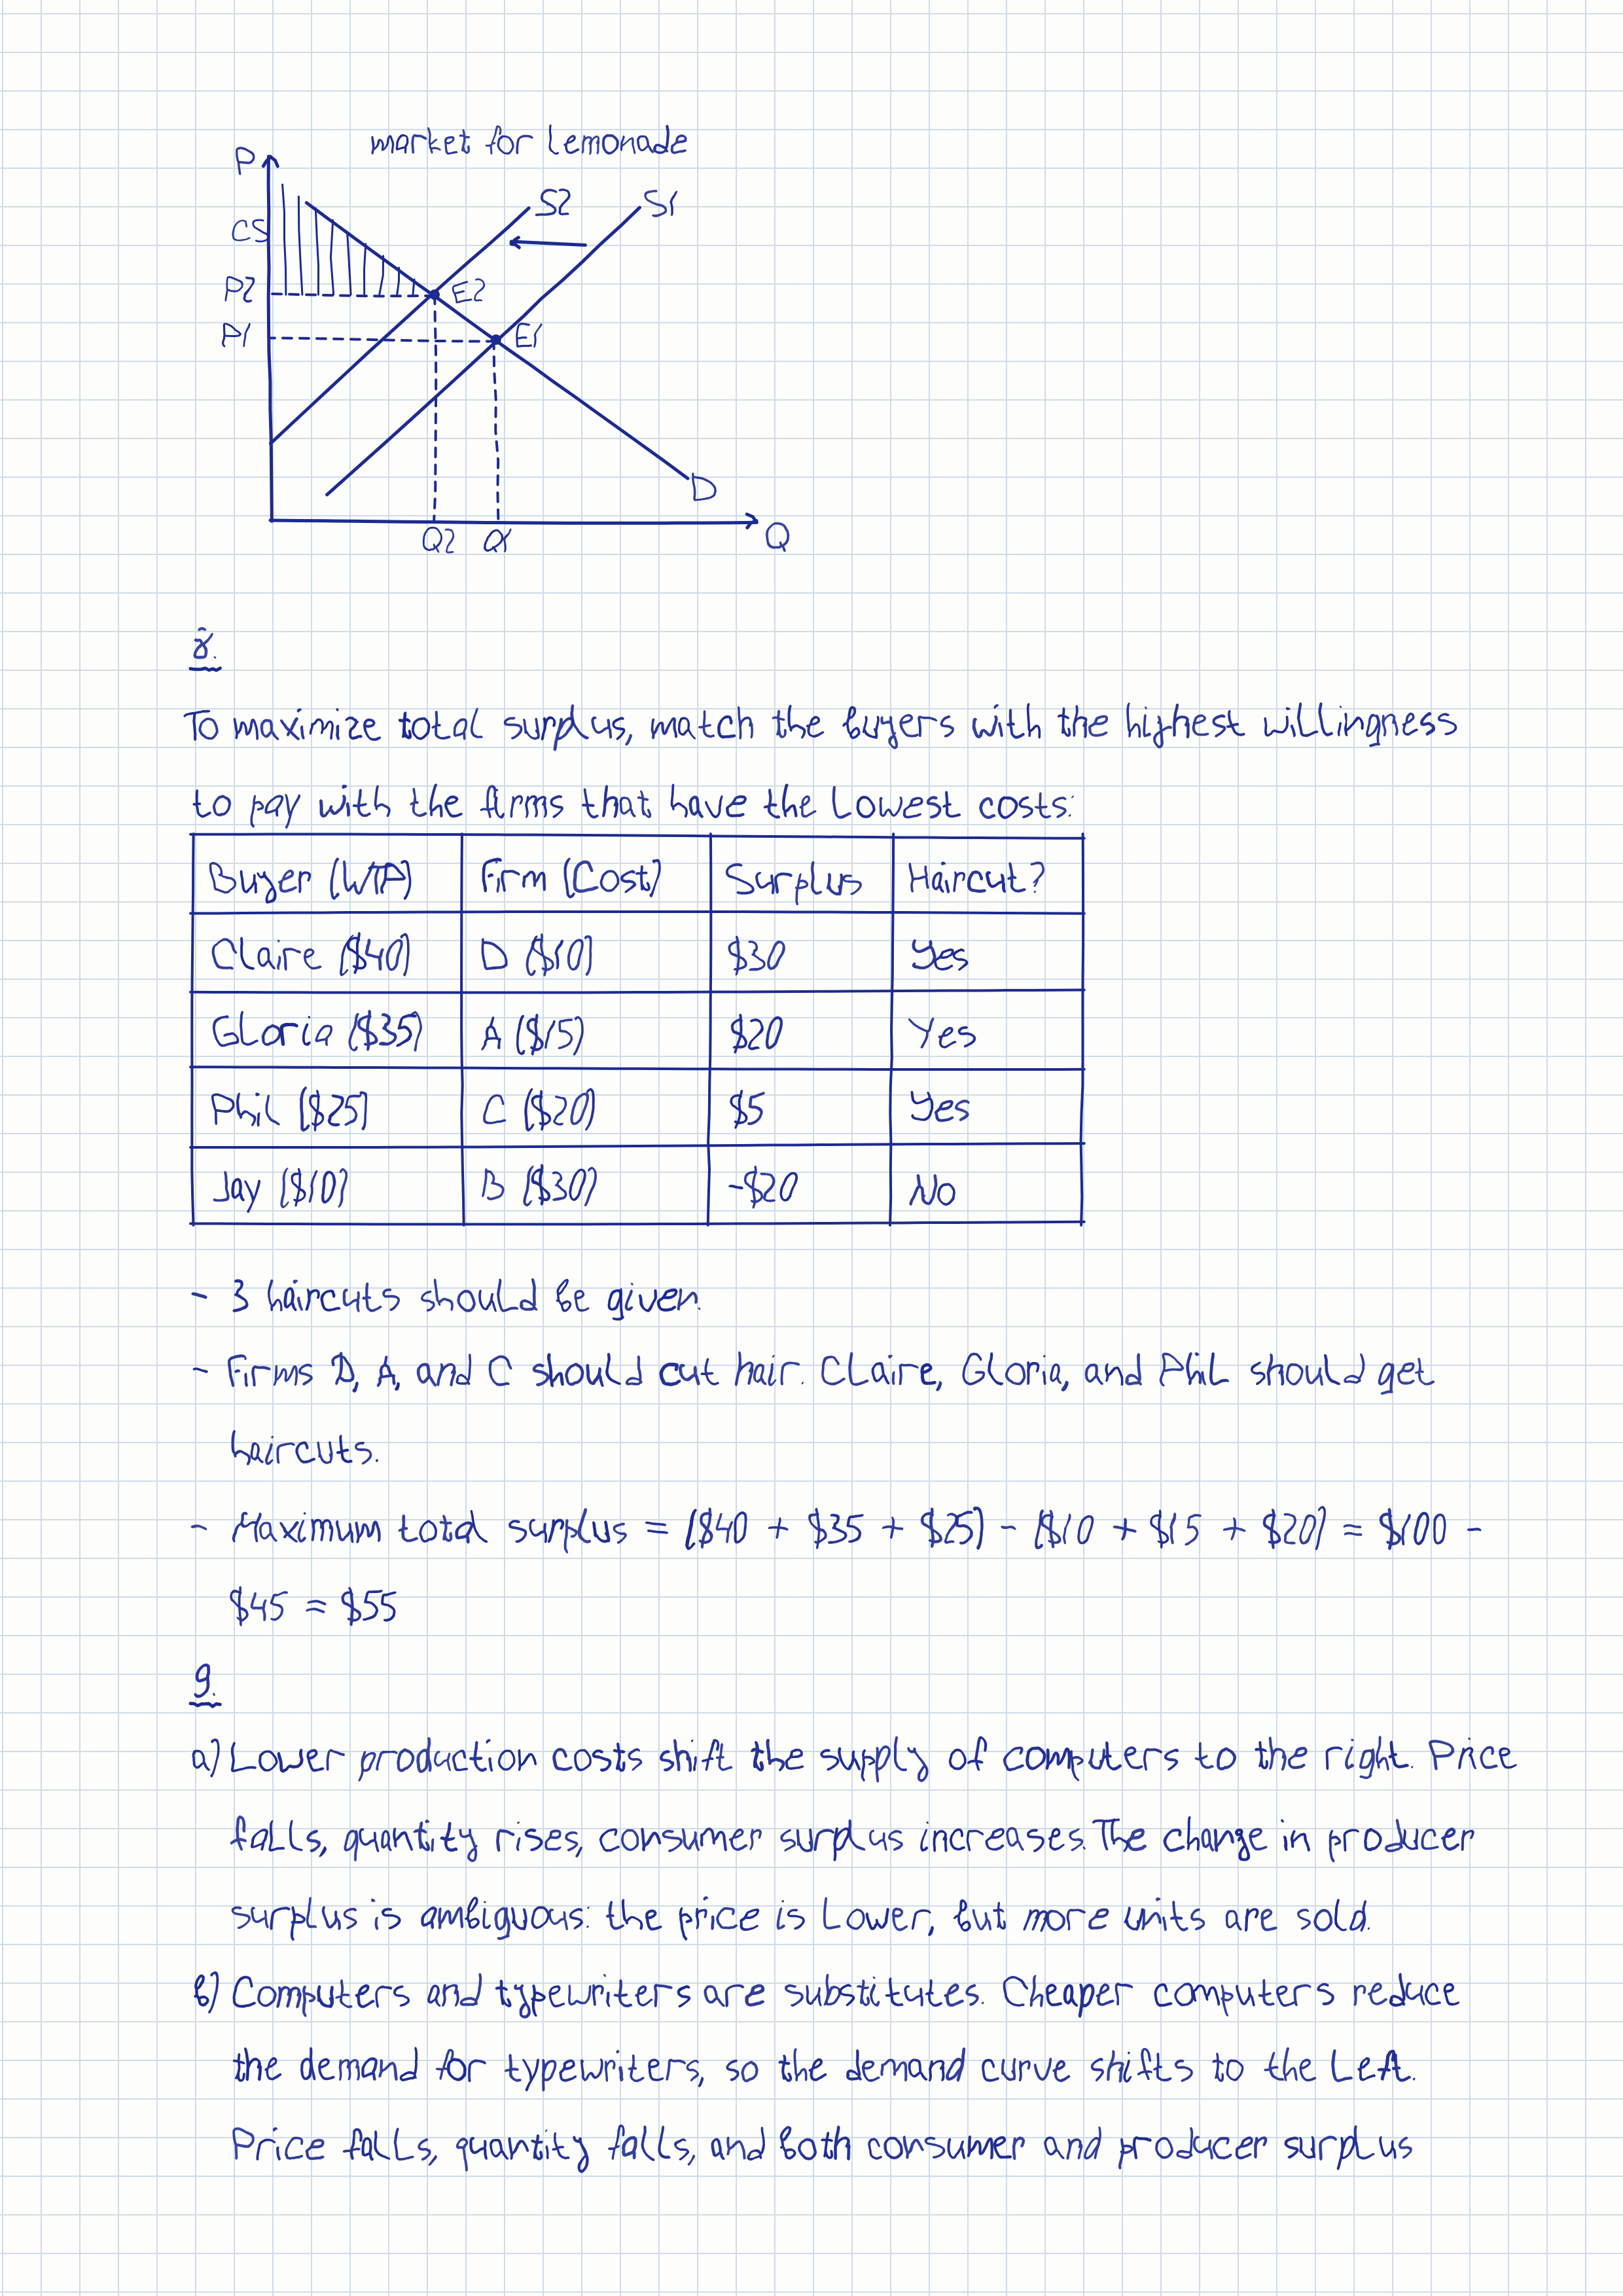 market for lemonade
P
CS
S2
S1
P2
E2
P1
E1
D
Q2
Q1
Q
8.
To maximize total surplus, match the buyers with the highest willingness
to pay with the firms that have the lowest costs:
Buyer (WTP) Firm (Cost) Surplus Haircut?
Claire ($40) D ($10) $30 Yes
Gloria ($35) A ($15) $20 Yes
Phil ($25) C ($20) $5 Yes
Jay ($10) B ($30) -$20 No
- 3 haircuts should be given.
- Firms D, A, and C should cut hair. Claire, Gloria, and Phil should get
haircuts.
- Maximum total surplus = ($40 + $35 + $25) - ($10 + $15 + $20) = $100 -
$45 = $55
9.
a) Lower production costs shift the supply of computers to the right. Price
falls, quantity rises, consumer surplus increases. The change in producer
surplus is ambiguous: the price is lower, but more units are sold.
b) Computers and typewriters are substitutes. Cheaper computers reduce
the demand for typewriters, so the demand curve shifts to the left.
Price falls, quantity falls, and both consumer and producer surplus